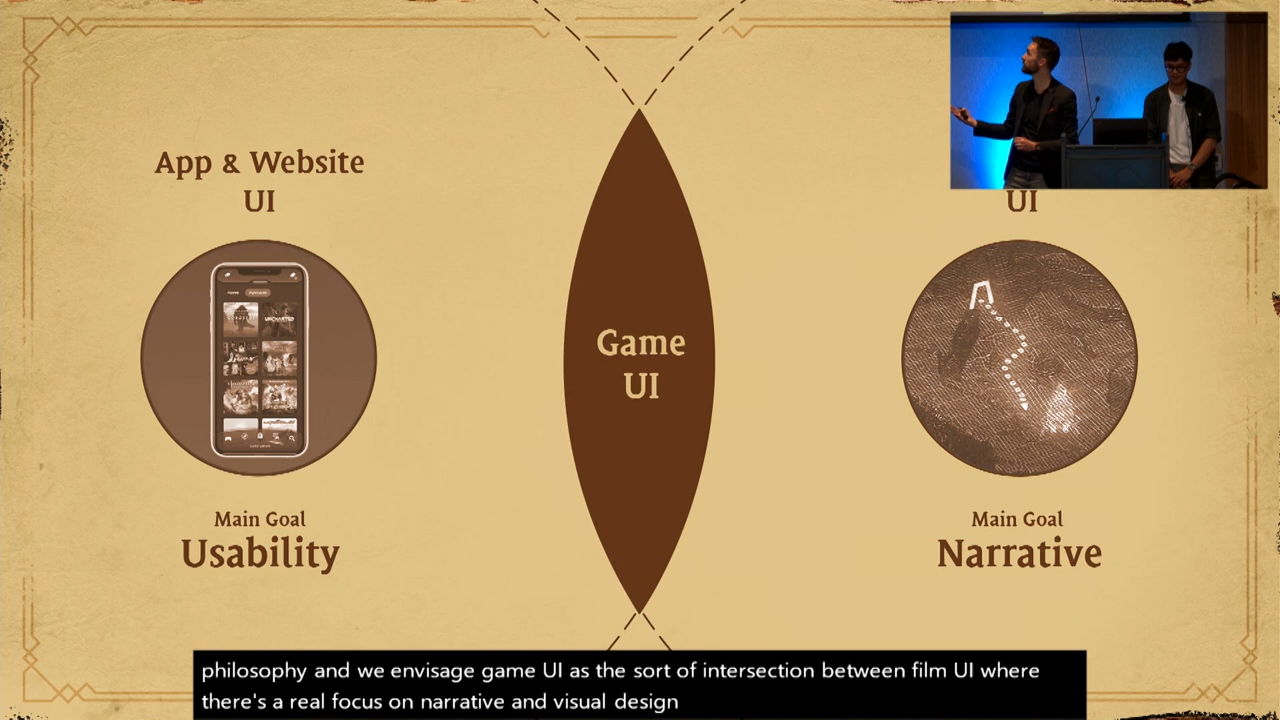 App & Website
UI
UNCHARTED
Main Goal
Usability
Game
UI
UI
Main Goal
Narrative
philosophy and we envisage game UI as the sort of intersection between film UI where
there's a real focus on narrative and visual design